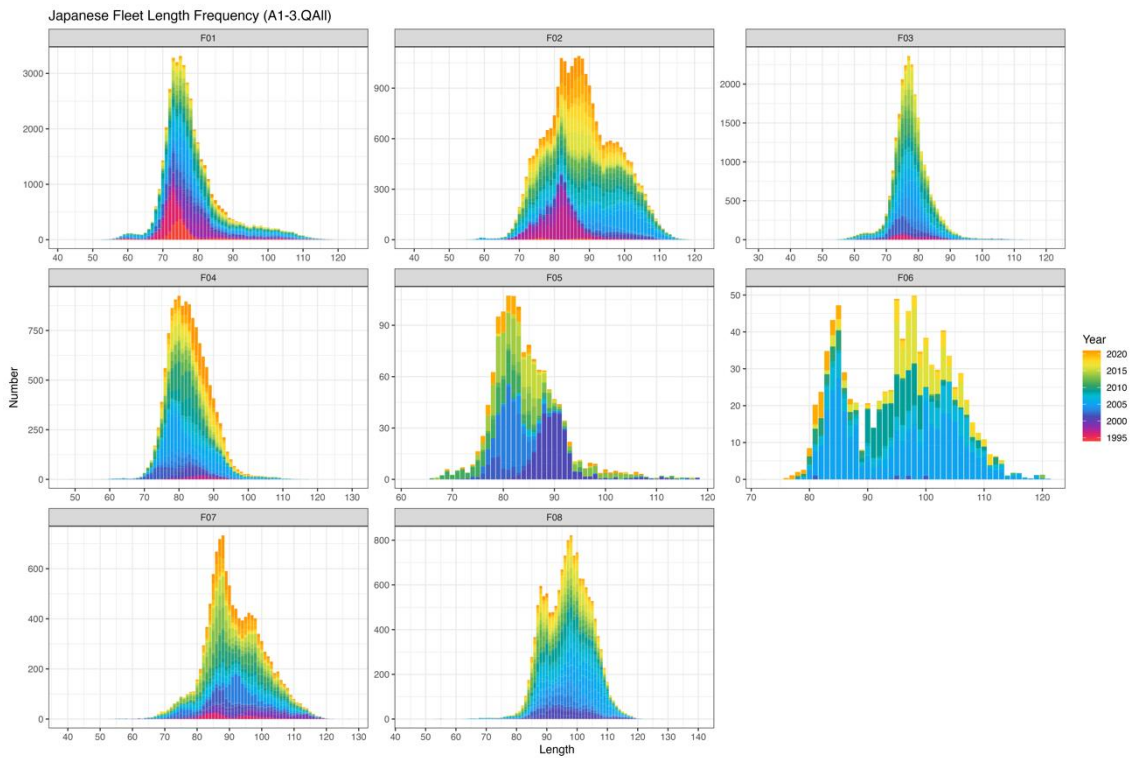 Japanese Fleet Length Frequency (A1-3.QAll)
F01
F02
F03
3000
2000
1000
0
40 50 60 70 80 90 100 110 120
900
600
300
0
40 50 60 70 80 90 100 110 120
2000
1500
1000
500
0
30 40 50 60 70 80 90 100 110 120
F04
F05
F06
750
500
250
0
50 60 70 80 90 100 110 120 130
90
60
30
0
60 70 80 90 100 110 120
50
40
30
20
10
0
70 80 90 100 110 120
Year
2020
2015
2010
2005
2000
1995
Number
F07
F08
600
400
200
0
40 50 60 70 80 90 100 110 120 130
800
600
400
200
0
40 50 60 70 80 90 100 110 120 130 140
Length